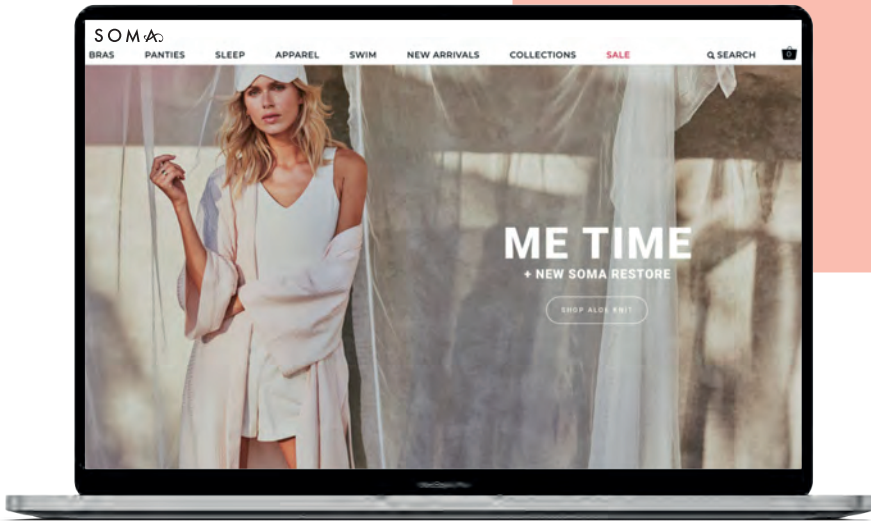 SOMA
BRAS PANTIES SLEEP APPAREL SWIM NEW ARRIVALS COLLECTIONS SALE SEARCH 0
ME TIME
+ NEW SOMA RESTORE
SHOP ALOE KNIT